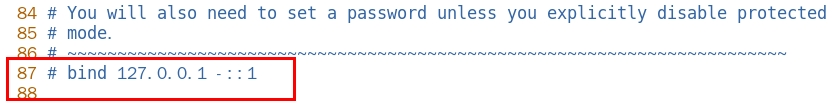 84 # You will also need to set a password unless you explicitly disable protected
85 # mode.
86 # ~~~~~~~~~~~~~~~~~~~~~~~~~~~~~~~~~~~~~~~~~~~~~~~~~~~~~~~~~~~~~~~~~~~~~~~~
87 # bind 127.0.0.1 -::1
88